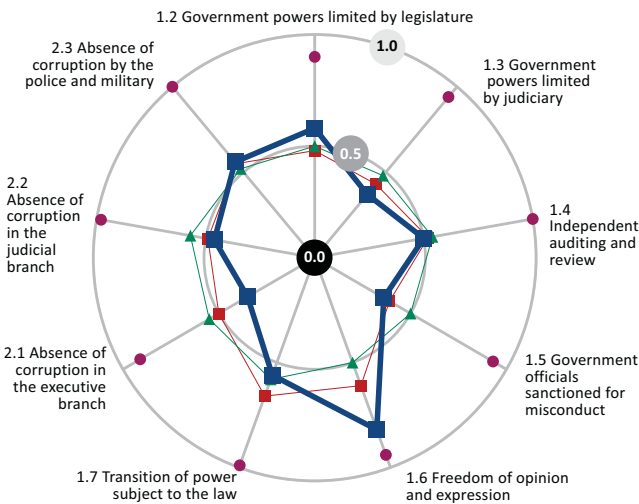 1.2 Government powers limited by legislature
2.3 Absence of
corruption by the
police and military
1.0
1.3 Government
powers limited
by judiciary
0.5
2.2
Absence of
corruption
in the
judicial
branch
1.4
Independent
auditing and
review
0.0
2.1 Absence of
corruption in
the executive
branch
1.5 Government
officials
sanctioned for
misconduct
1.7 Transition of power
subject to the law
1.6 Freedom of opinion
and expression